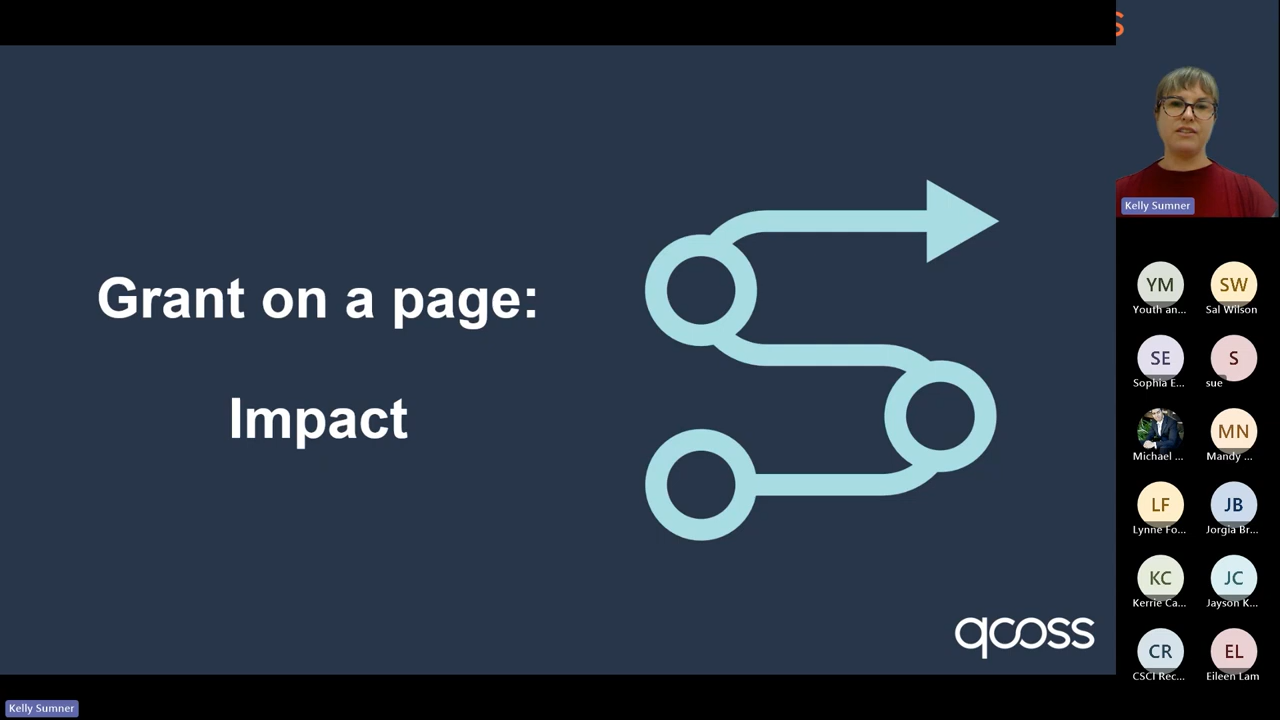 Grant on a page:
Impact
qcoss
S
Kelly Sumner
YM
Youth an...
SW
Sal Wilson
SE
Sophia E...
S
sue
Michael ...
MN
Mandy ...
LF
Lynne Fo...
JB
Jorgia Br...
KC
Kerrie Ca...
JC
Jayson K...
CR
CSCI Rec...
EL
Eileen Lam
Kelly Sumner